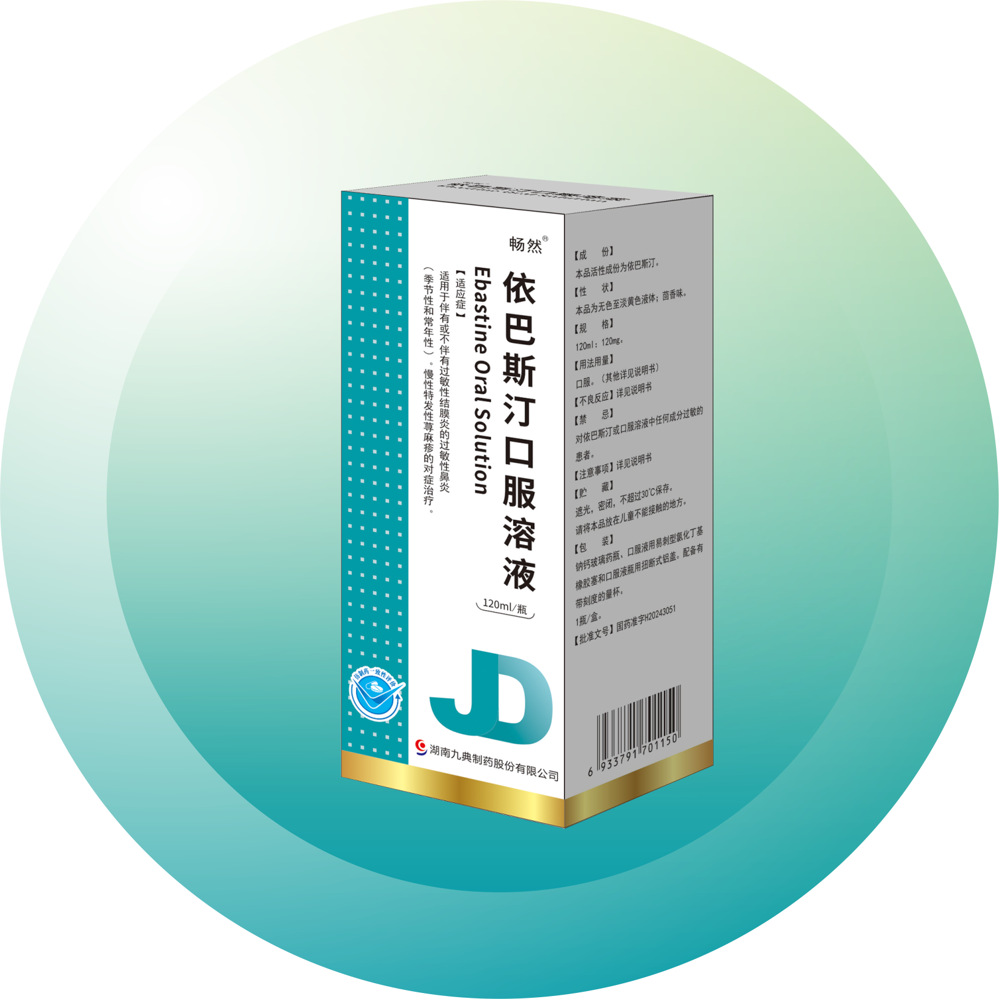 依巴斯汀口服溶液
Ebastine Oral Solution
畅然®
依巴斯汀口服溶液
Ebastine Oral Solution
【适应症】
适用于伴有或不伴有过敏性结膜炎的过敏性鼻炎
（季节性和常年性）。慢性特发性荨麻疹的对症治疗。
120ml/瓶
仿制药一致性评价
JD
湖南九典制药股份有限公司
【成　　份】
本品活性成份为依巴斯汀。
【性　　状】
本品为无色至淡黄色液体；茴香味。
【规　　格】
120ml：120mg。
【用法用量】
口服。（其他详见说明书）
【不良反应】详见说明书
【禁　　忌】
对依巴斯汀或口服溶液中任何成分过敏的
患者。
【注意事项】详见说明书
【贮　　藏】
遮光，密闭，不超过30℃保存。
请将本品放在儿童不能接触的地方。
【包　　装】
钠钙玻璃药瓶、口服液用易刺型氯化丁基
橡胶塞和口服液瓶用扭断式铝盖。配备有
带刻度的量杯。
1瓶/盒。
【批准文号】国药准字H20243051
6 933791 701150